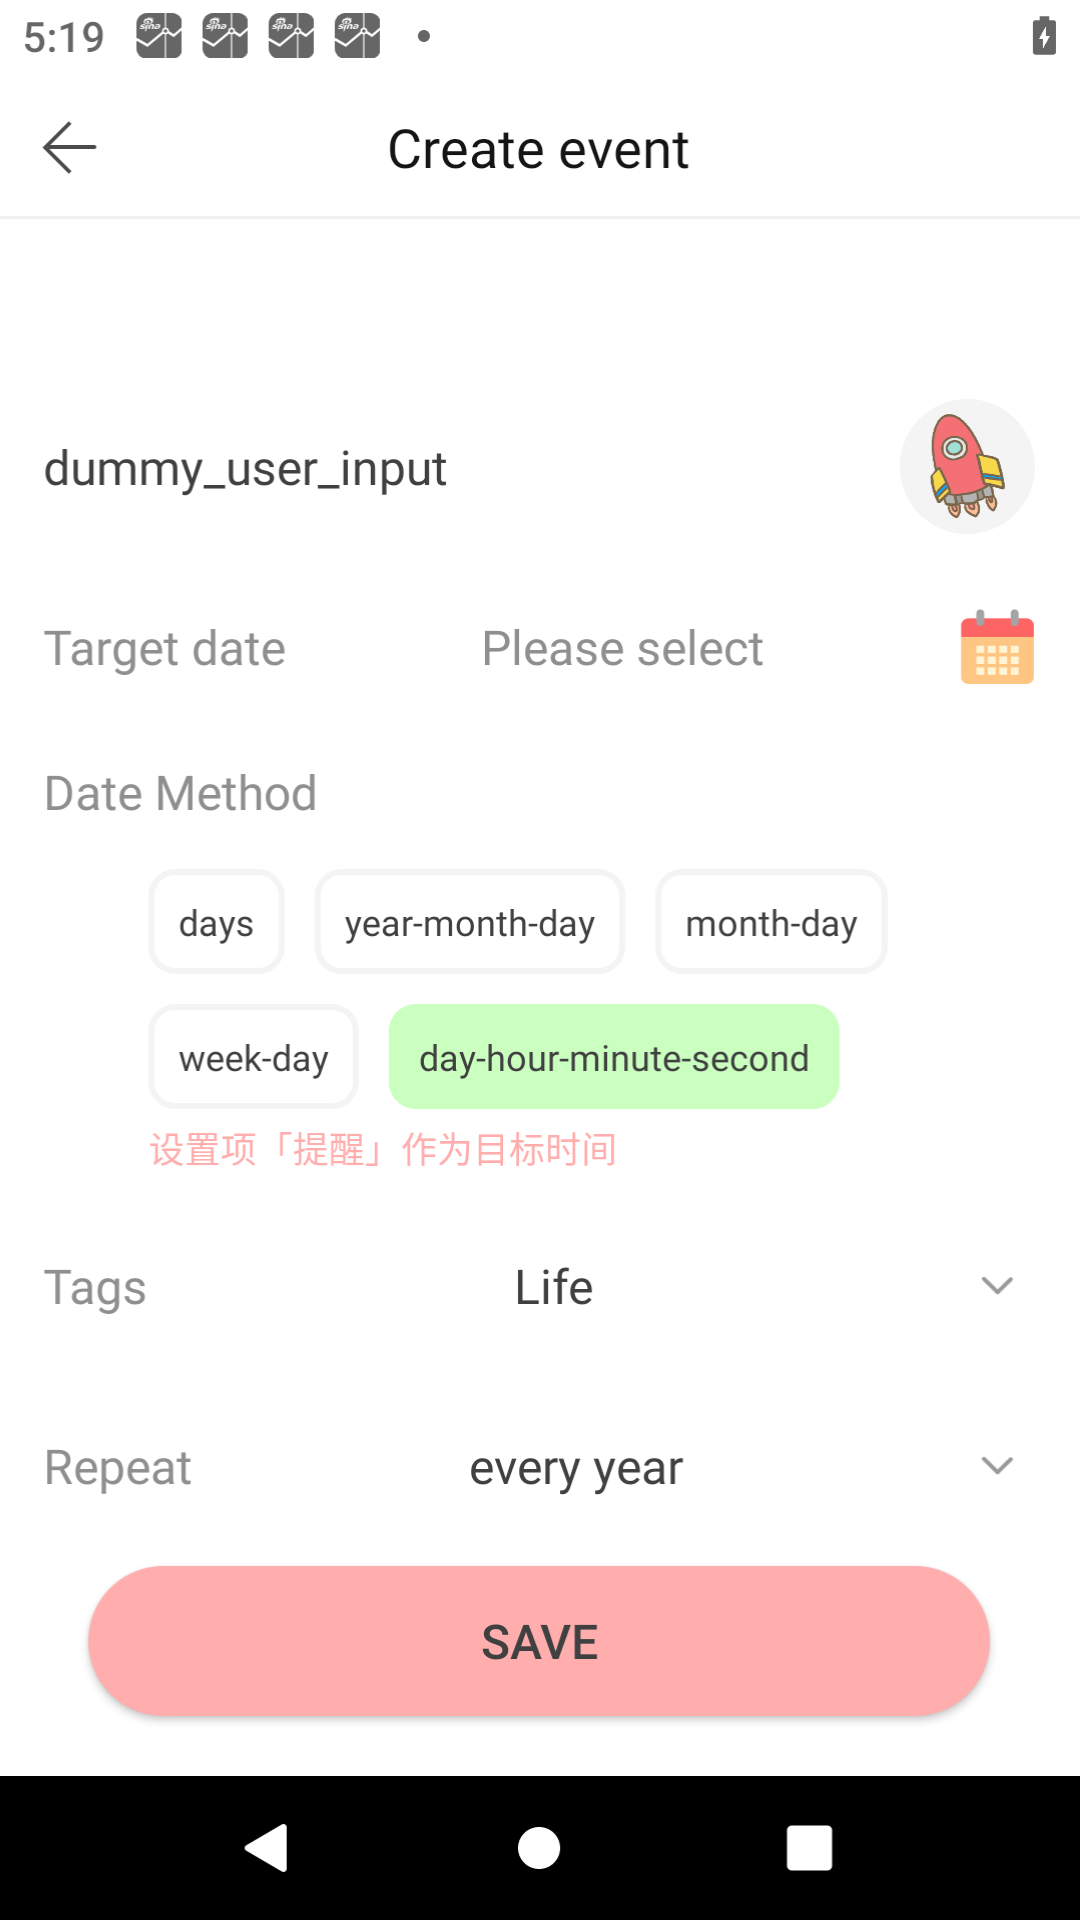 5:19
Create event
dummy_user_input
Target date Please select
Date Method
days year-month-day month-day
week-day day-hour-minute-second
设置项「提醒」作为目标时间
Tags Life
Repeat every year
SAVE